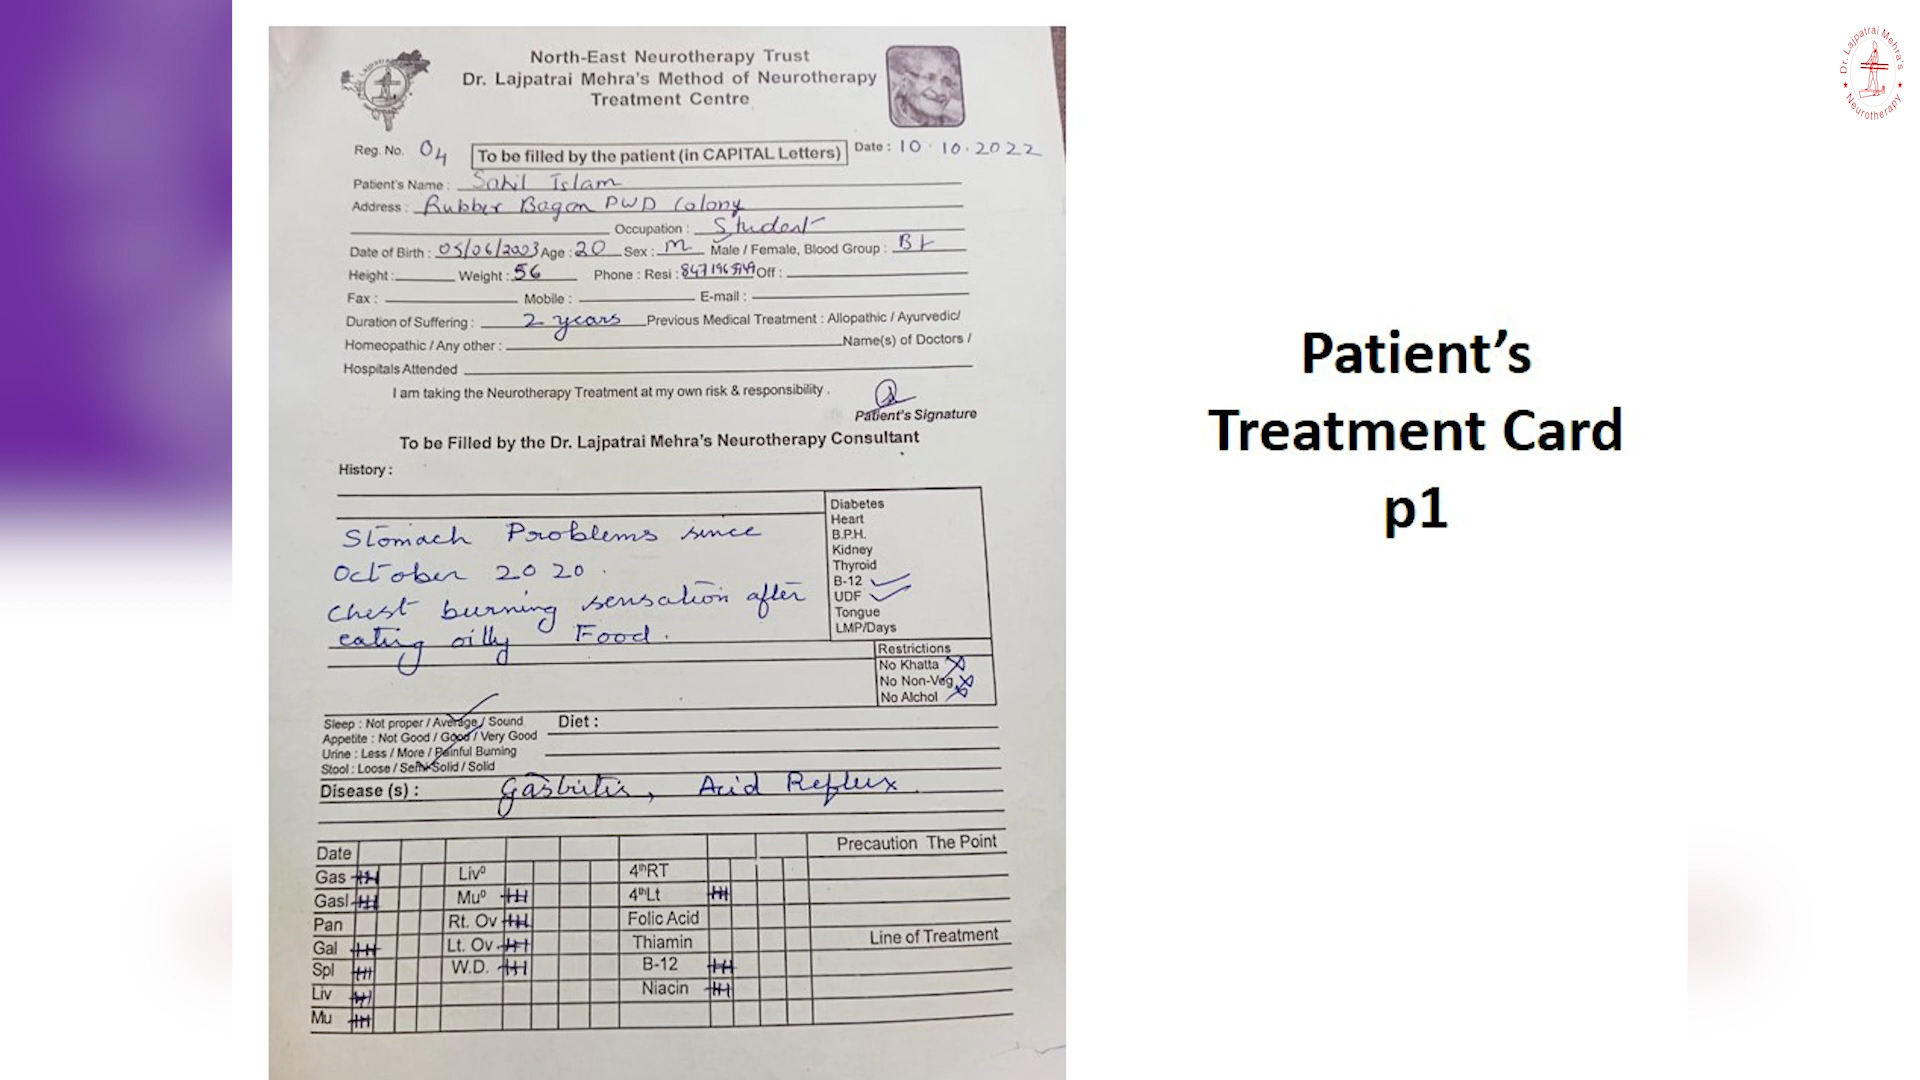 North-East Neurotherapy Trust
Dr. Lajpatrai Mehra's Method of Neurotherapy
Treatment Centre
Reg. No. 04 To be filled by the patient (in CAPITAL Letters) Date : 10.10.2022
Patient's Name : Sahil Islam
Address : Rubber Bagan PWD Colony
Occupation : Student
Date of Birth : 05/06/2003 Age : 20 Sex : M Male / Female, Blood Group : B+
Height: Weight : 56 Phone : Resi : Off :
Fax : Mobile : E-mail :
Duration of Suffering : 2 years Previous Medical Treatment : Allopathic / Ayurvedic/
Homeopathic / Any other : Name(s) of Doctors /
Hospitals Attended
I am taking the Neurotherapy Treatment at my own risk & responsibility .
Patient's Signature
To be Filled by the Dr. Lajpatrai Mehra's Neurotherapy Consultant
History :
Stomach Problems since
October 2020.
Chest burning sensation after
eating oilly Food.
Diabetes
Heart
B.P.H.
Kidney
Thyroid
B-12
UDF
Tongue
LMP/Days
Restrictions
No Khatta
No Non-Veg
No Alchol
Sleep : Not proper / Average / Sound Diet :
Appetite : Not Good / Good / Very Good
Urine : Less / More / Painful Burning
Stool : Loose / Semi Solid / Solid
Disease (s) : Gastritis, Acid Reflux.
Date Precaution The Point
Gas Liv⁰ 4thRT
Gasl Mu⁰ 4thLt
Pan Rt. Ov Folic Acid
Gal Lt. Ov Thiamin Line of Treatment
Spl W.D. B-12
Liv Niacin
Mu
Patient's
Treatment Card
p1
Dr. Lajpatrai Mehra's
Neurotherapy